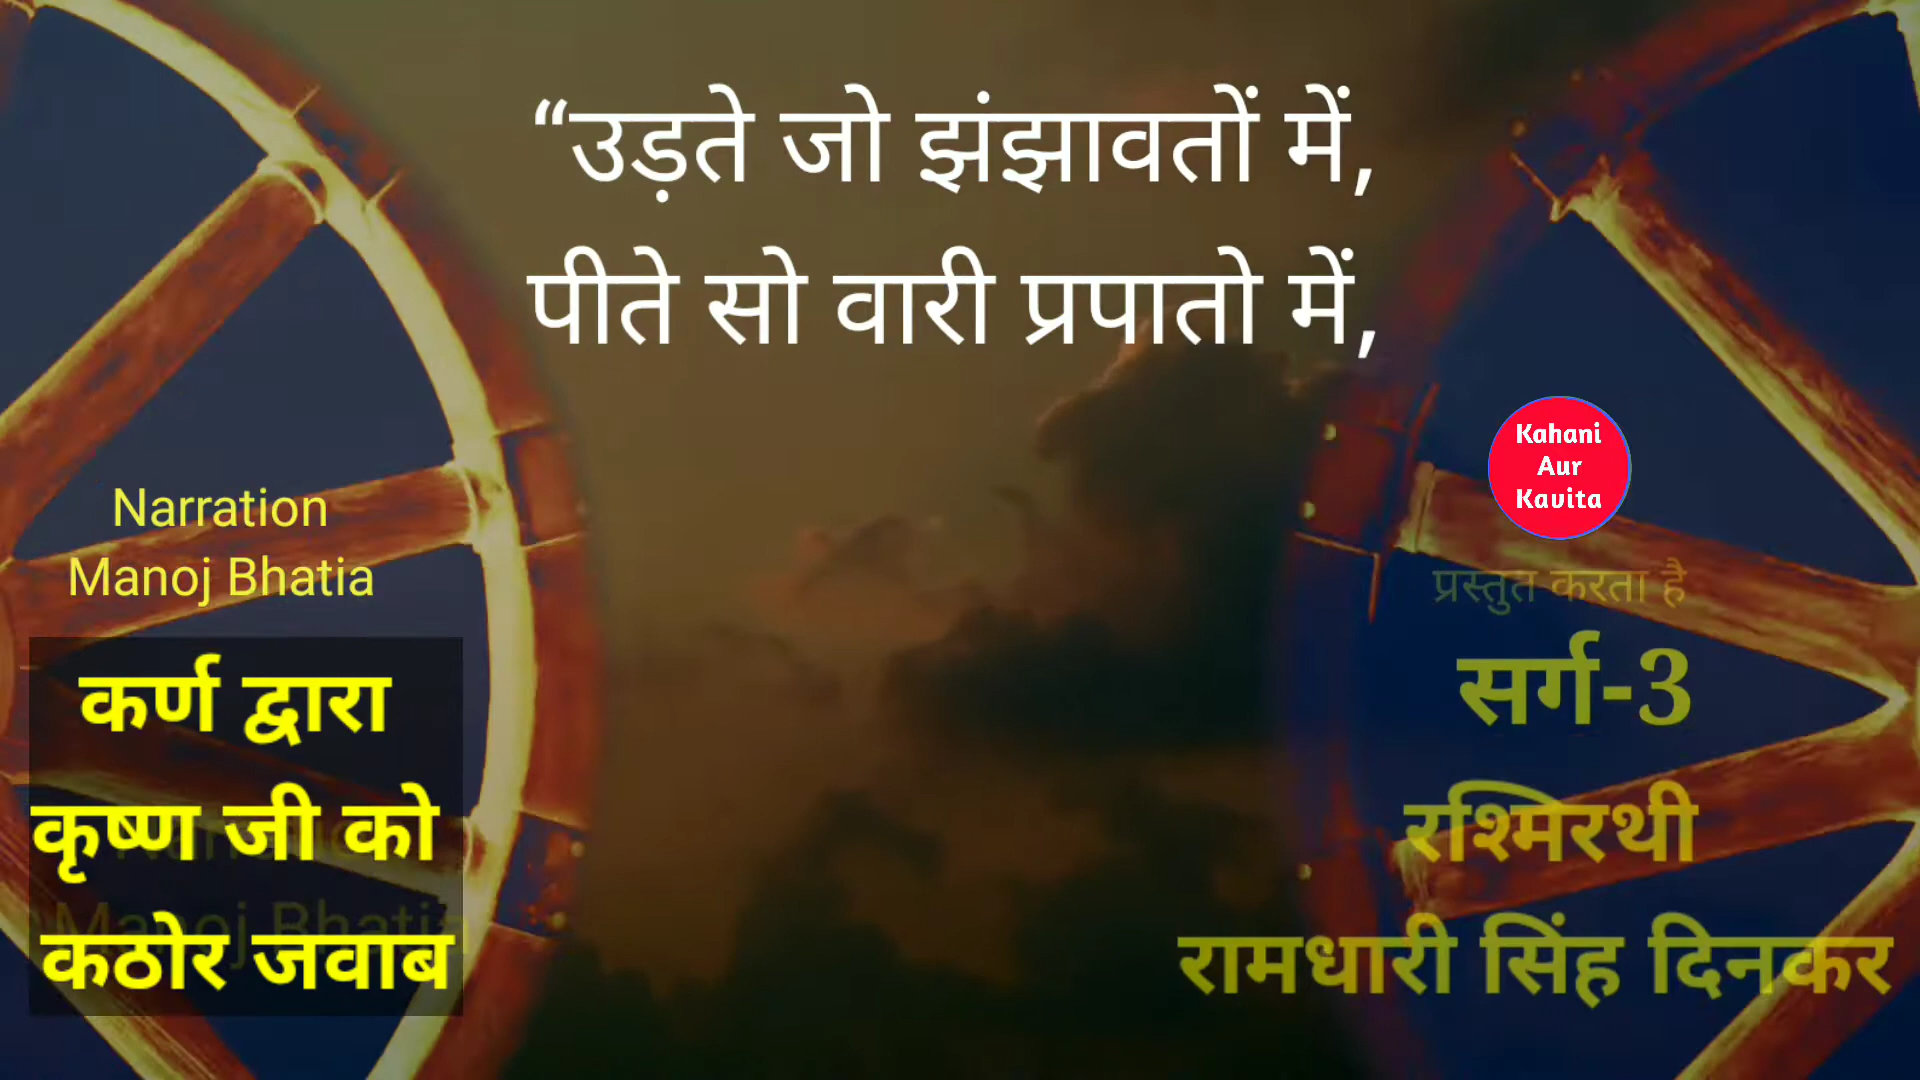 “उड़ते जो झंझावतों में,
पीते सो वारी प्रपातो में,
Narration
Manoj Bhatia
कर्ण द्वारा
कृष्ण जी को
कठोर जवाब
Kahani
Aur
Kavita
प्रस्तुत करता है
सर्ग-3
रश्मिरथी
रामधारी सिंह दिनकर